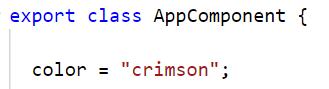 export class AppComponent {
color = "crimson";